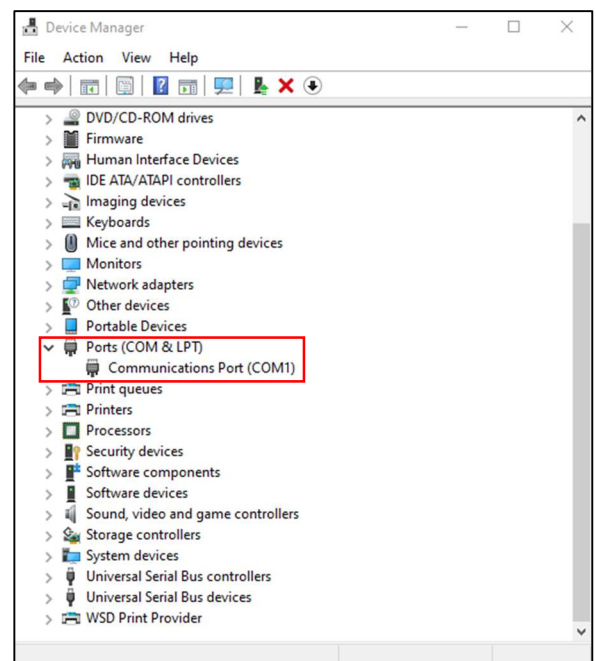 Device Manager
File Action View Help
DVD/CD-ROM drives
Firmware
Human Interface Devices
IDE ATA/ATAPI controllers
Imaging devices
Keyboards
Mice and other pointing devices
Monitors
Network adapters
Other devices
Portable Devices
Ports (COM & LPT)
Communications Port (COM1)
Print queues
Printers
Processors
Security devices
Software components
Software devices
Sound, video and game controllers
Storage controllers
System devices
Universal Serial Bus controllers
Universal Serial Bus devices
WSD Print Provider